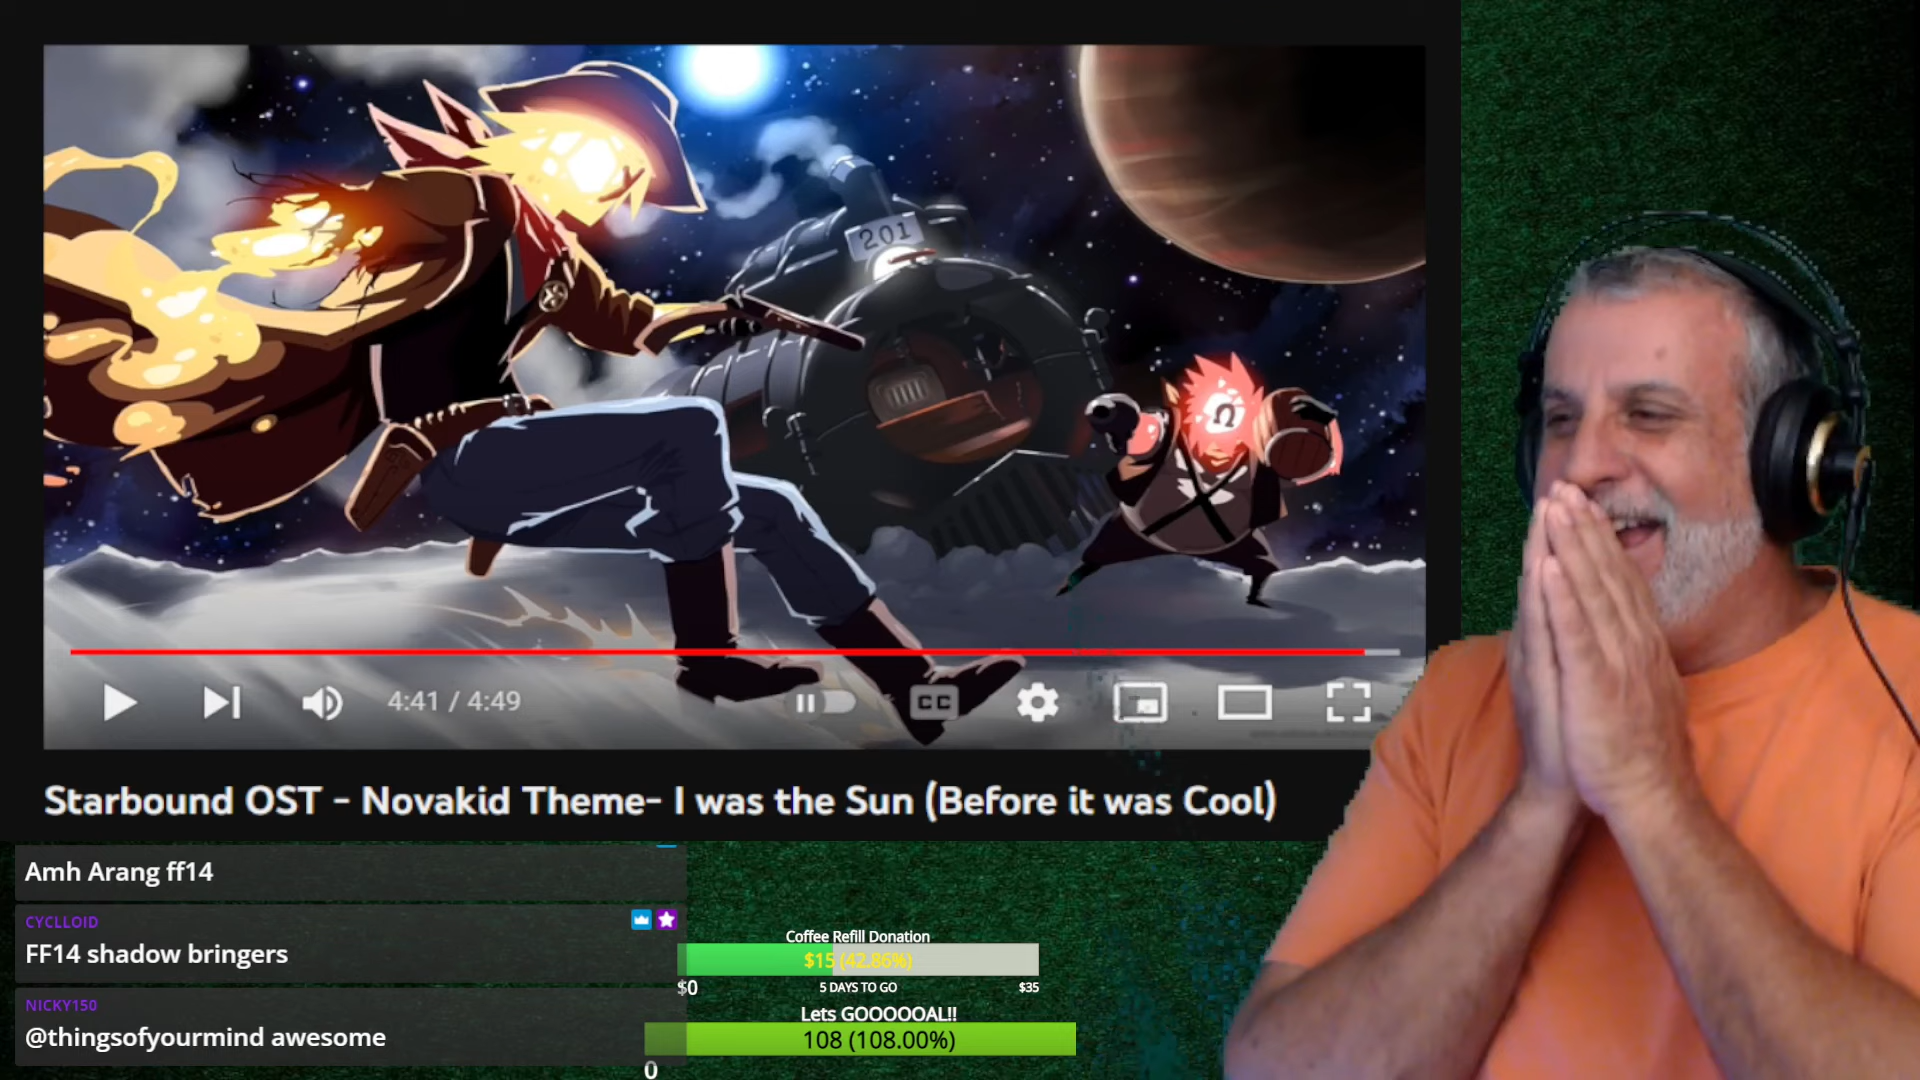 201
Ω
4:41 / 4:49
CC
Starbound OST - Novakid Theme- I was the Sun (Before it was Cool)
Amh Arang ff14
CYCLLOID
FF14 shadow bringers
NICKY150
@thingsofyourmind awesome
Coffee Refill Donation
$15 (42.86%)
$0
5 DAYS TO GO
$35
Lets GOOOOOAL!!
108 (108.00%)
0